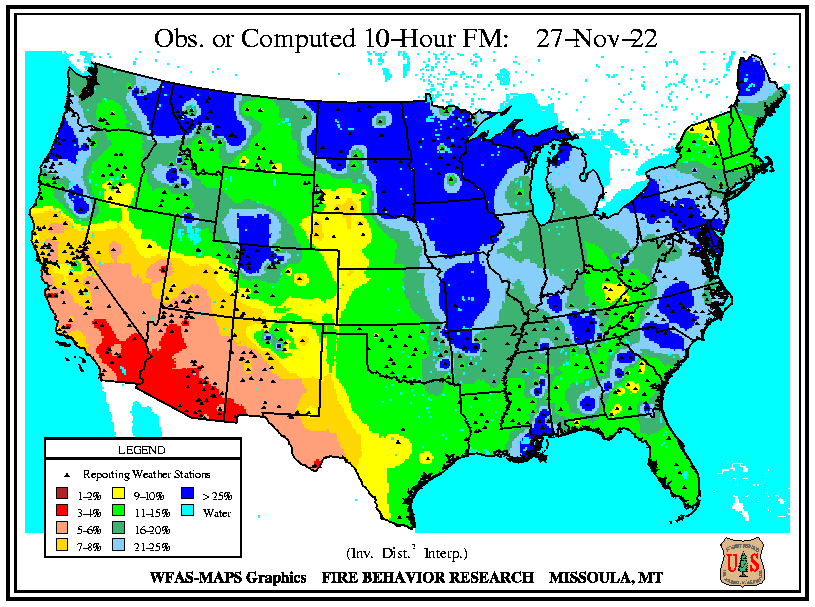 Obs. or Computed 10-Hour FM: 27-Nov-22
LEGEND
Reporting Weather Stations
1-2% 9-10% > 25%
3-4% 11-15% Water
5-6% 16-20%
7-8% 21-25%
(Inv. Dist.² Interp.)
WFAS-MAPS Graphics FIRE BEHAVIOR RESEARCH MISSOULA, MT
U S